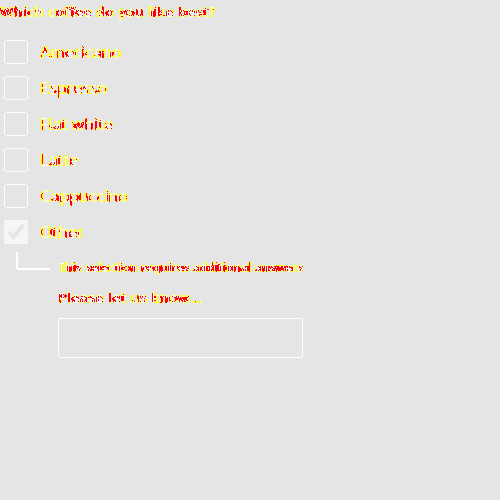 Which coffee do you like best?
Americano
Espresso
Flat white
Latte
Cappuccino
Other
This selection requires additional answers
Please let us know...